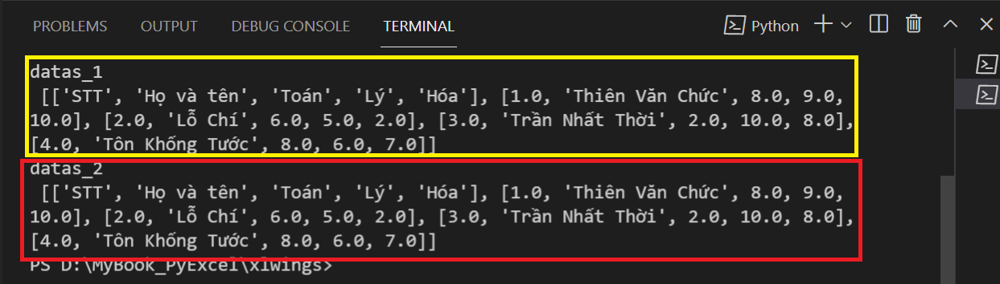 PROBLEMS OUTPUT DEBUG CONSOLE TERMINAL Python
datas_1
[['STT', 'Họ và tên', 'Toán', 'Lý', 'Hóa'], [1.0, 'Thiên Văn Chức', 8.0, 9.0,
10.0], [2.0, 'Lỗ Chí', 6.0, 5.0, 2.0], [3.0, 'Trần Nhất Thời', 2.0, 10.0, 8.0],
[4.0, 'Tôn Khống Tước', 8.0, 6.0, 7.0]]
datas_2
[['STT', 'Họ và tên', 'Toán', 'Lý', 'Hóa'], [1.0, 'Thiên Văn Chức', 8.0, 9.0,
10.0], [2.0, 'Lỗ Chí', 6.0, 5.0, 2.0], [3.0, 'Trần Nhất Thời', 2.0, 10.0, 8.0],
[4.0, 'Tôn Khống Tước', 8.0, 6.0, 7.0]]
PS D:\MyBook_PyExcel\xlwings>